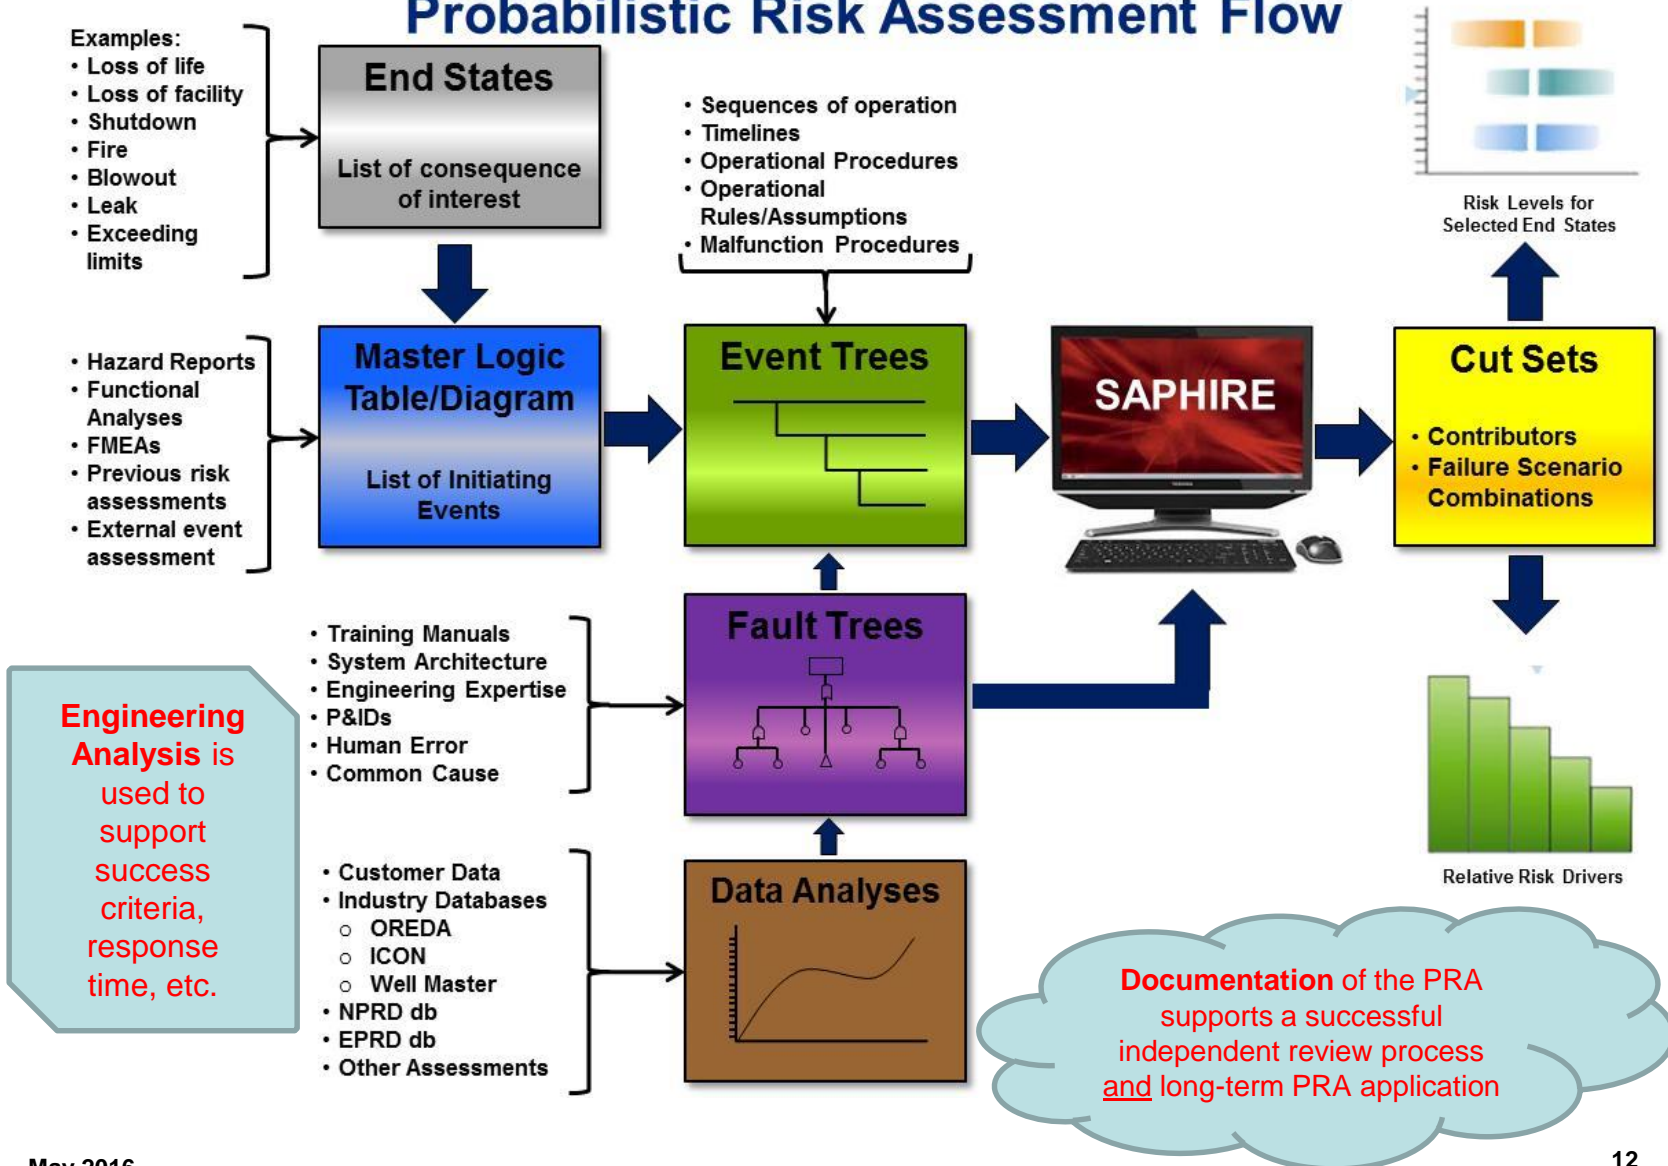 Probabilistic Risk Assessment Flow
Examples:
• Loss of life
• Loss of facility
• Shutdown
• Fire
• Blowout
• Leak
• Exceeding
limits
End States
List of consequence
of interest
• Sequences of operation
• Timelines
• Operational Procedures
• Operational
Rules/Assumptions
• Malfunction Procedures
Risk Levels for
Selected End States
• Hazard Reports
• Functional
Analyses
• FMEAs
• Previous risk
assessments
• External event
assessment
Master Logic
Table/Diagram
List of Initiating
Events
Event Trees
SAPHIRE
TOSHIBA
Cut Sets
• Contributors
• Failure Scenario
Combinations
• Training Manuals
• System Architecture
• Engineering Expertise
• P&IDs
• Human Error
• Common Cause
Fault Trees
Engineering
Analysis is
used to
support
success
criteria,
response
time, etc.
• Customer Data
• Industry Databases
o OREDA
o ICON
o Well Master
• NPRD db
• EPRD db
• Other Assessments
Data Analyses
Relative Risk Drivers
Documentation of the PRA
supports a successful
independent review process
and long-term PRA application
May 2016
12